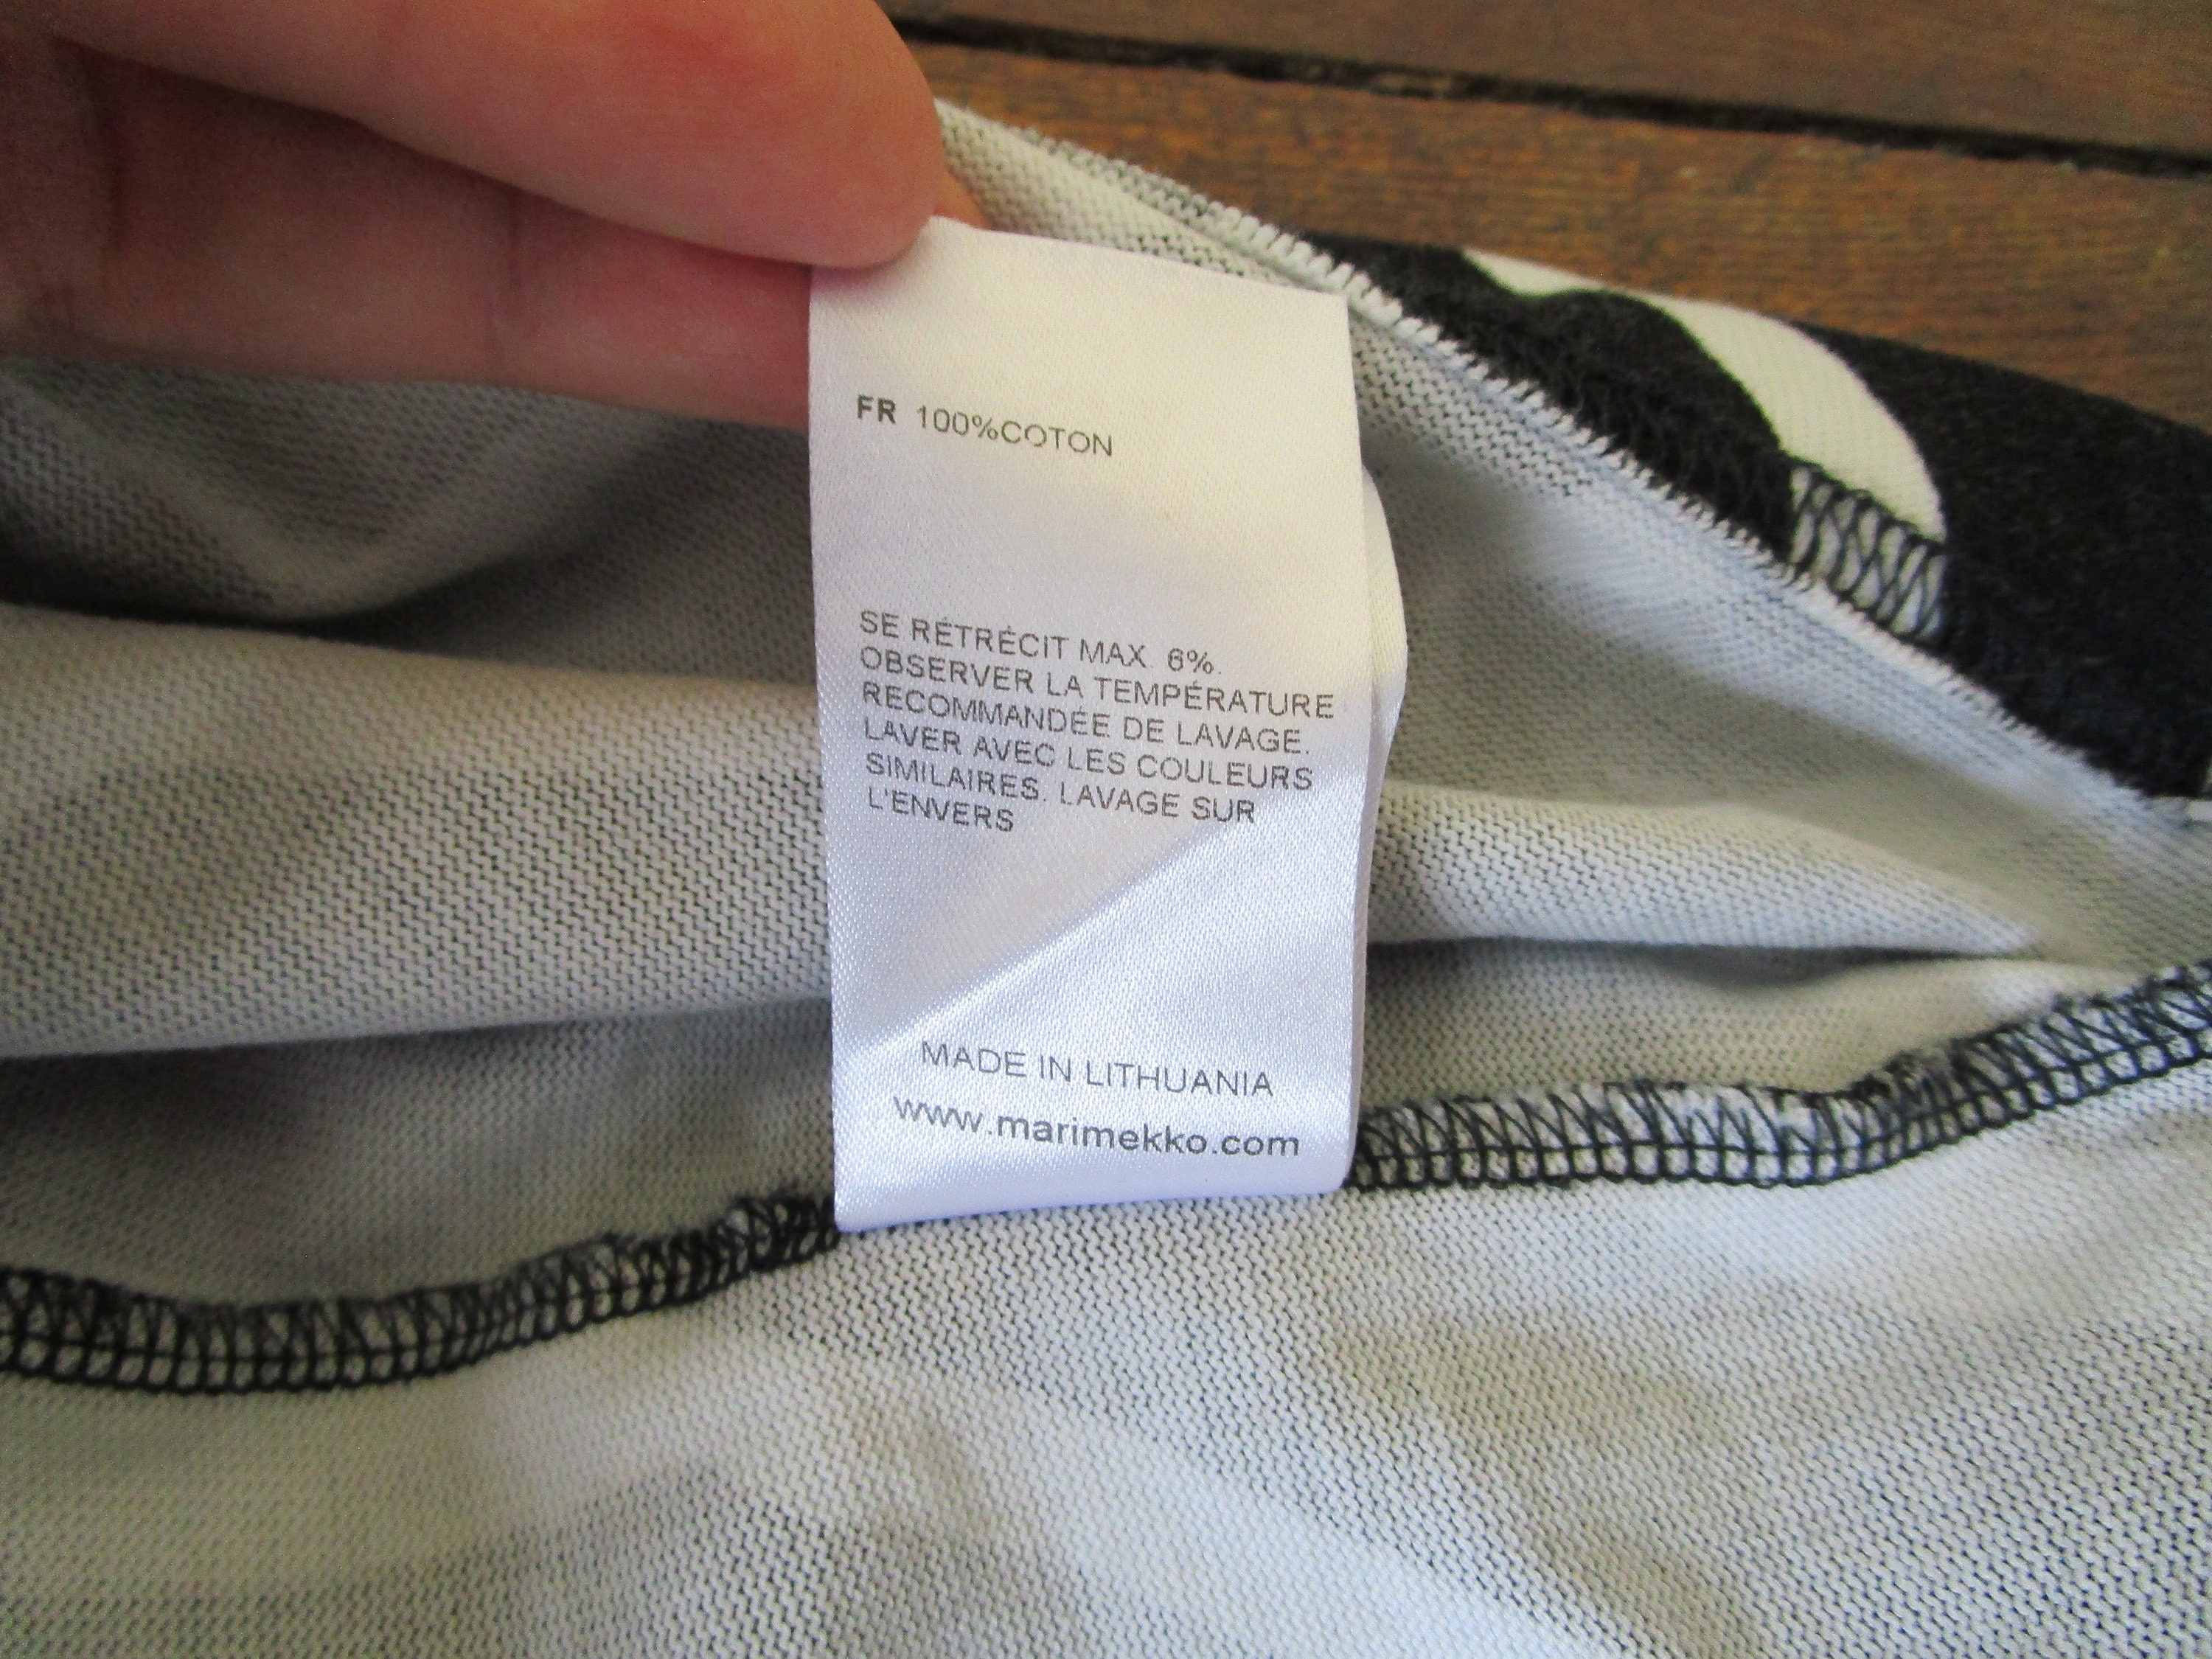 FR 100%COTON
SE RÉTRÉCIT MAX. 6%.
OBSERVER LA TEMPÉRATURE
RECOMMANDÉE DE LAVAGE.
LAVER AVEC LES COULEURS
SIMILAIRES. LAVAGE SUR
L'ENVERS
MADE IN LITHUANIA
www.marimekko.com